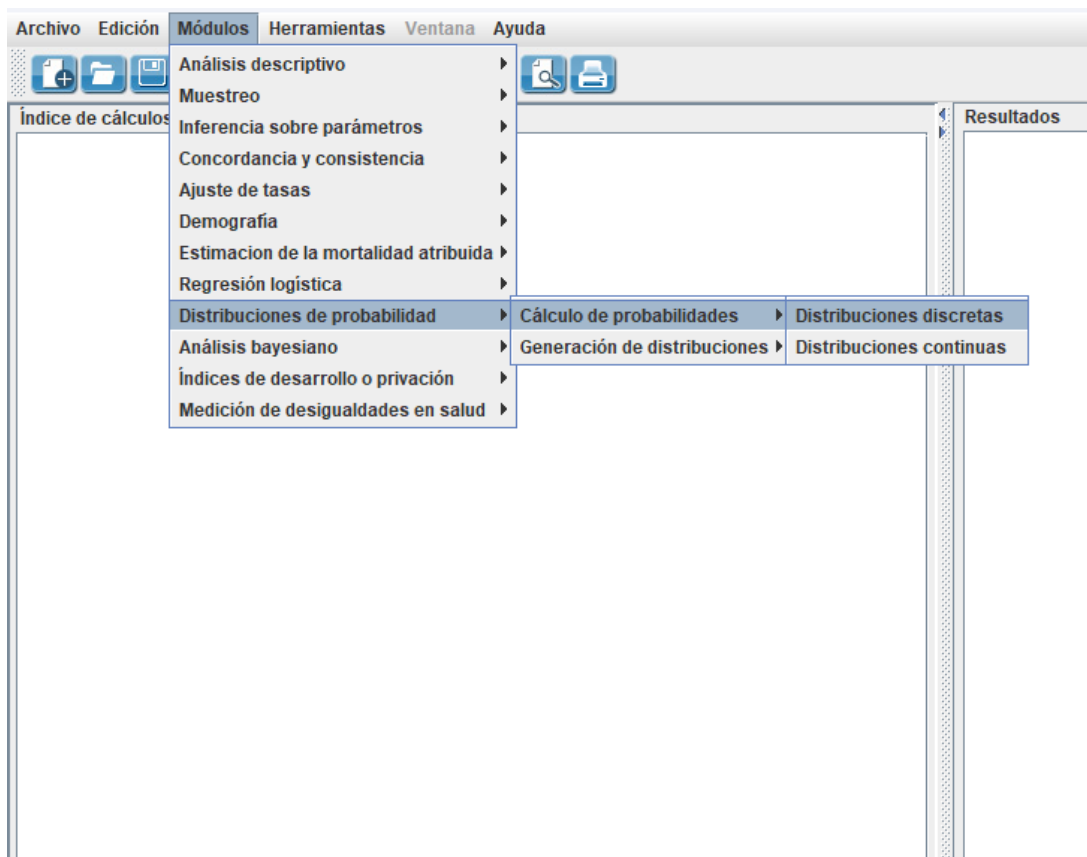 Archivo Edición Módulos Herramientas Ventana Ayuda
Análisis descriptivo
Muestreo
Índice de cálculos
Resultados
Inferencia sobre parámetros
Concordancia y consistencia
Ajuste de tasas
Demografía
Estimacion de la mortalidad atribuida
Regresión logística
Distribuciones de probabilidad
Cálculo de probabilidades
Distribuciones discretas
Análisis bayesiano
Generación de distribuciones
Distribuciones continuas
Índices de desarrollo o privación
Medición de desigualdades en salud